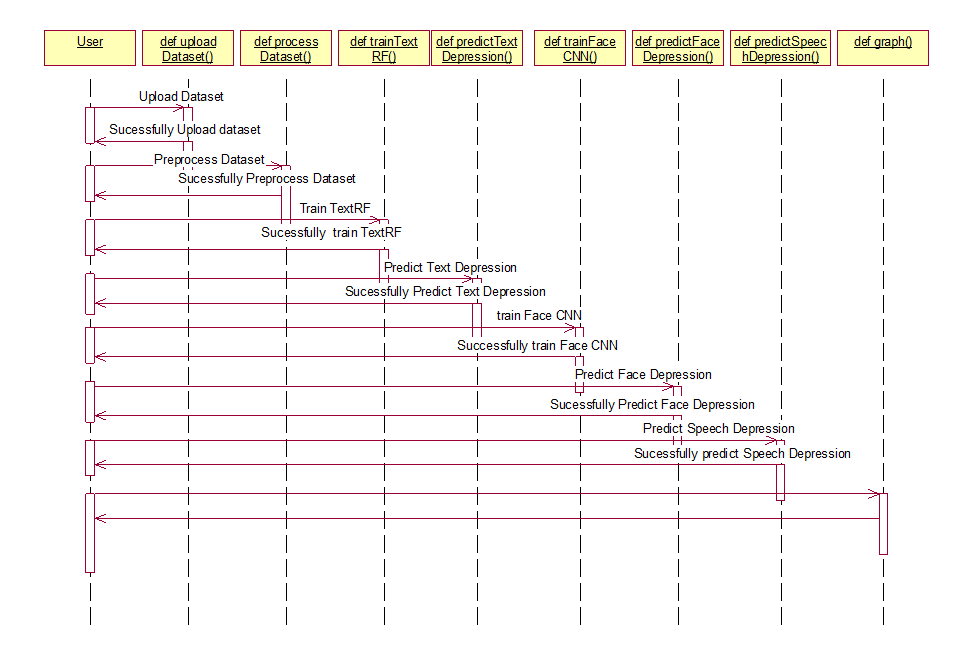 User
def upload
Dataset()
def process
Dataset()
def trainText
RF()
def predictText
Depression()
def trainFace
CNN()
def predictFace
Depression()
def predictSpeec
hDepression()
def graph()
Upload Dataset
Sucessfully Upload dataset
Preprocess Dataset
Sucessfully Preprocess Dataset
Train TextRF
Sucessfully train TextRF
Predict Text Depression
Sucessfully Predict Text Depression
train Face CNN
Successfully train Face CNN
Predict Face Depression
Sucessfully Predict Face Depression
Predict Speech Depression
Sucessfully predict Speech Depression